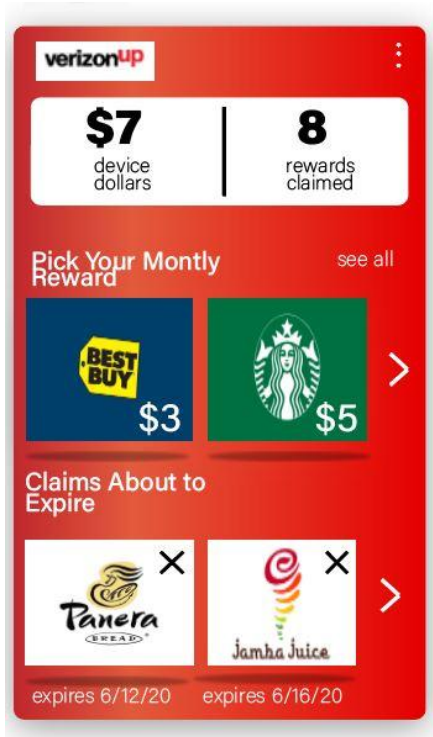 verizonup
$7
device
dollars
8
rewards
claimed
Pick Your Montly
Reward
see all
BEST
BUY
$3
$5
Claims About to
Expire
Panera
BREAD
Jamba Juice
expires 6/12/20
expires 6/16/20